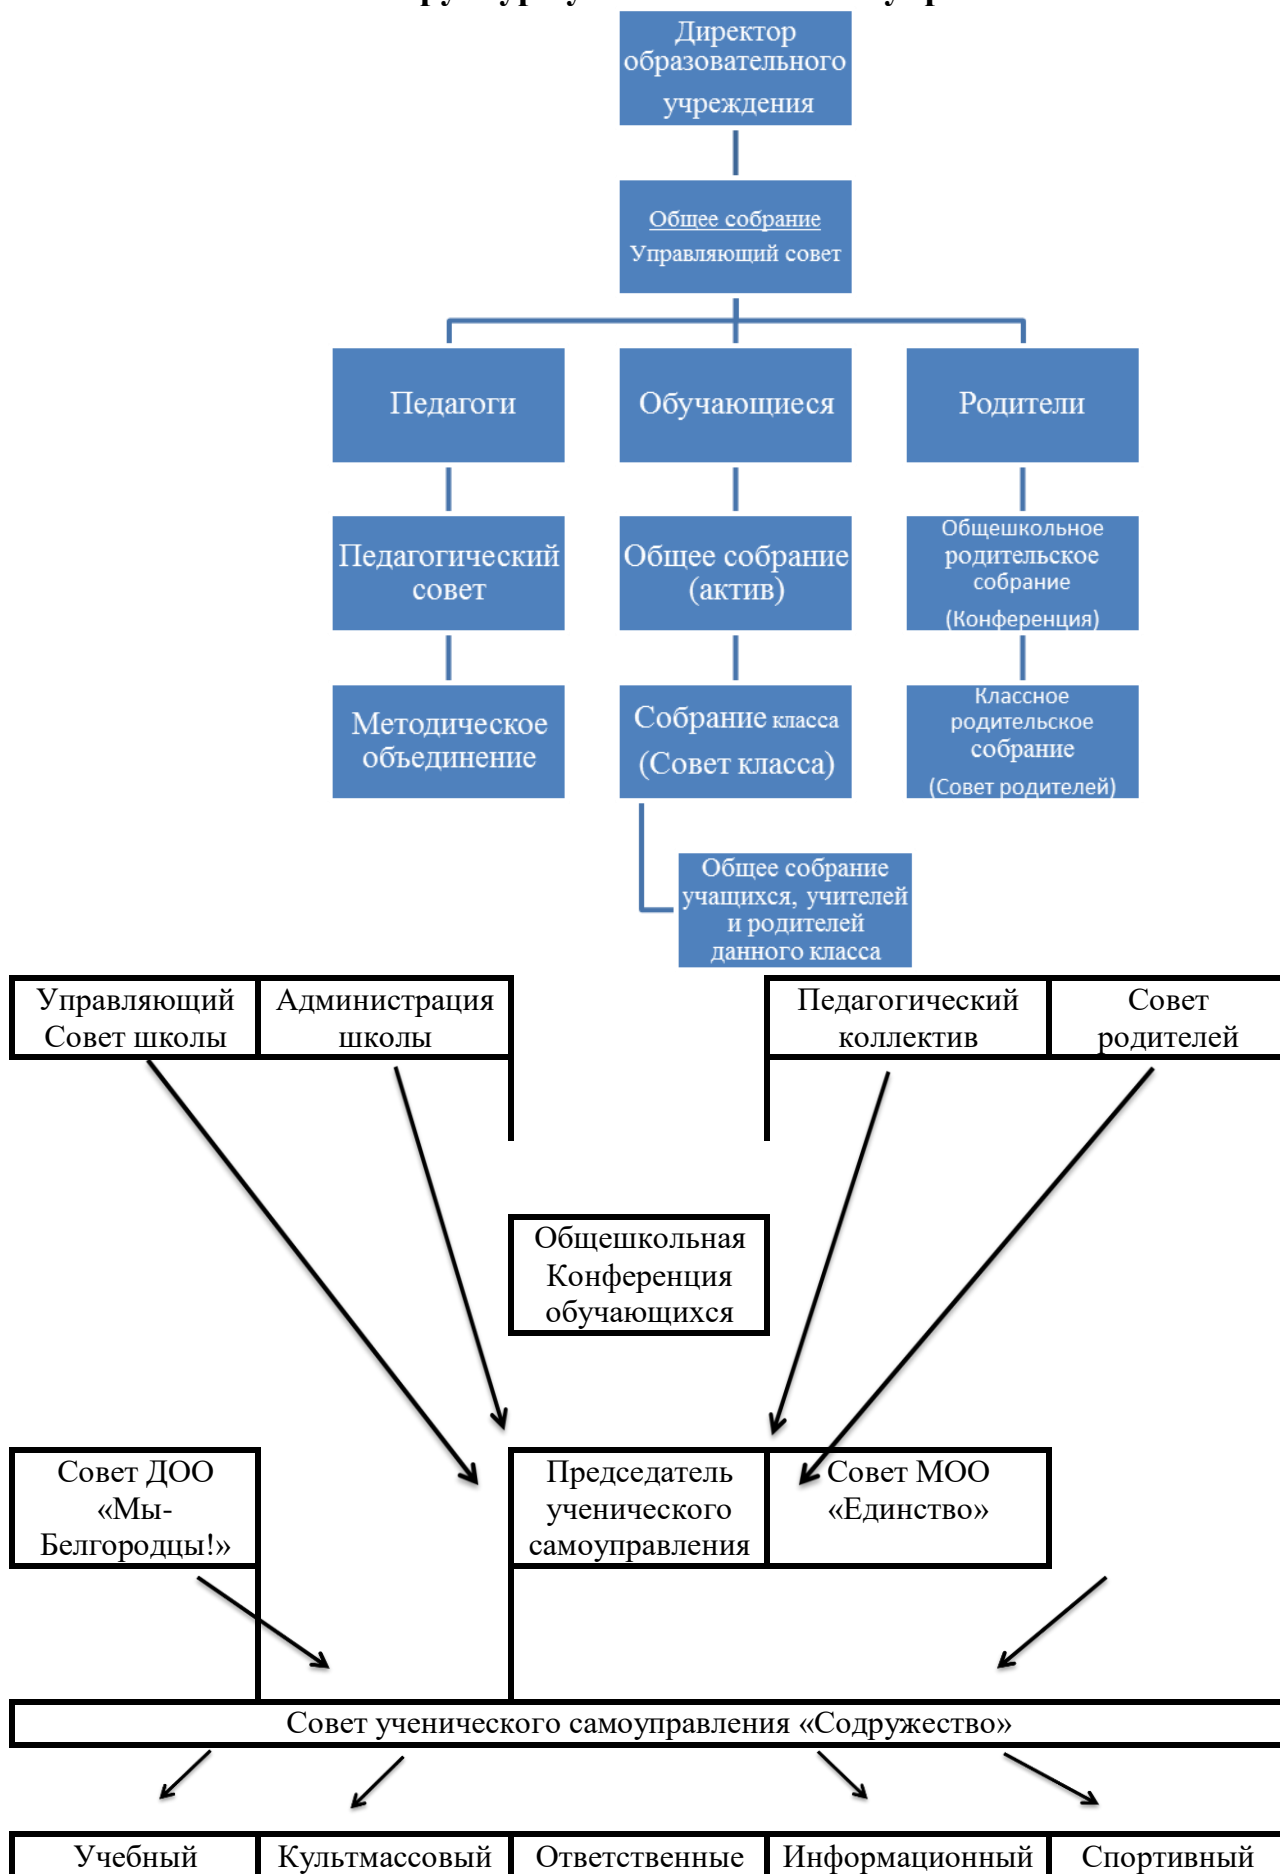 Директор
образовательного
учреждения
Общее собрание
Управляющий совет
Педагоги
Обучающиеся
Родители
Педагогический
совет
Общее собрание
(актив)
Общешкольное
родительское
собрание
(Конференция)
Методическое
объединение
Собрание класса
(Совет класса)
Классное
родительское
собрание
(Совет родителей)
Общее собрание
учащихся, учителей
и родителей
данного класса
Управляющий
Совет школы
Администрация
школы
Педагогический
коллектив
Совет
родителей
Общешкольная
Конференция
обучающихся
Совет ДОО
«Мы-
Белгородцы!»
Председатель
ученического
самоуправления
Совет МОО
«Единство»
Совет ученического самоуправления «Содружество»
Учебный
Культмассовый
Ответственные
Информационный
Спортивный